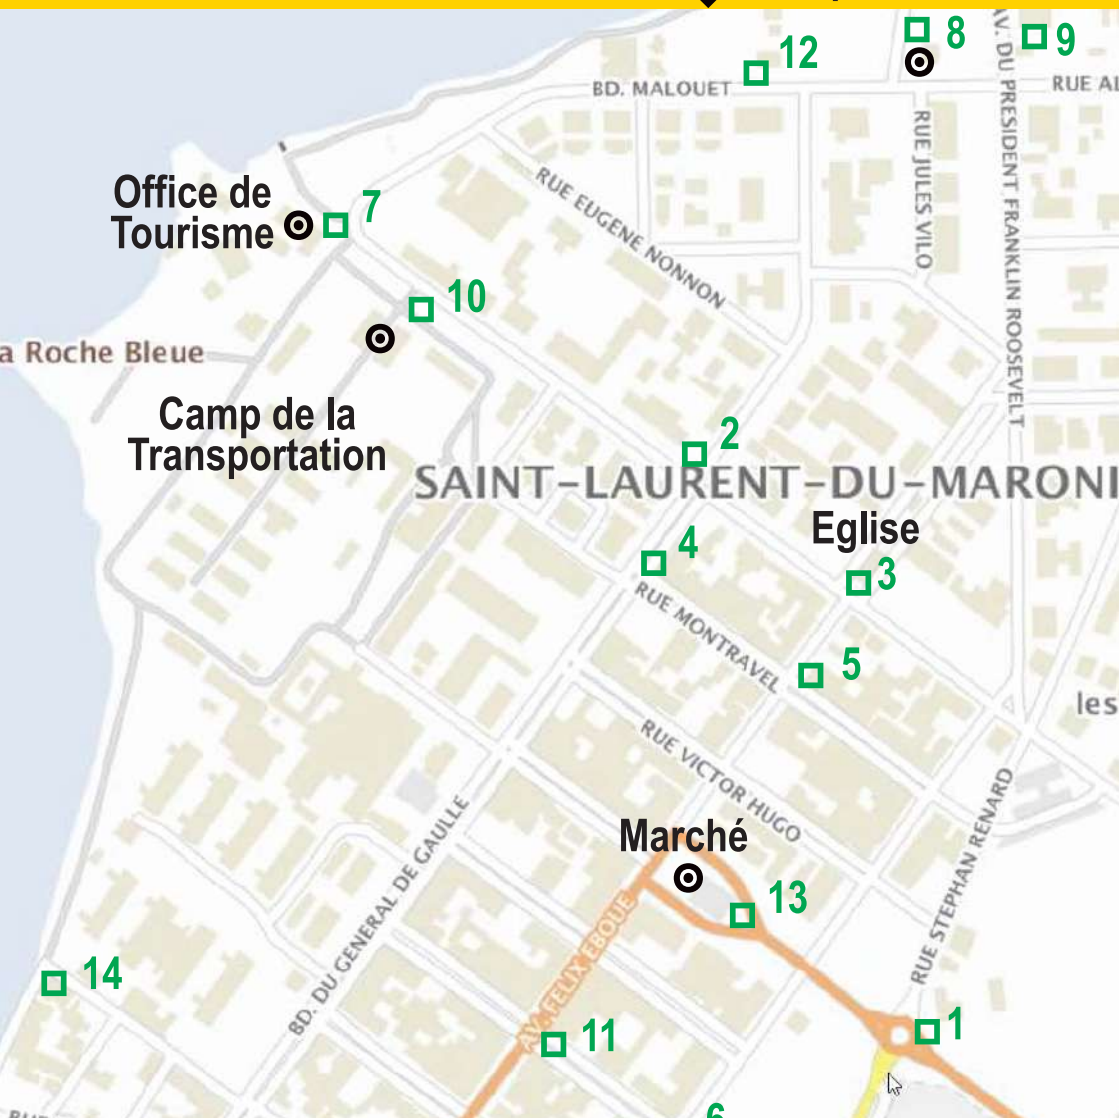 8
9
12
BD. MALOUET
RUE AL
AV. DU PRESIDENT FRANKLIN ROOSEVELT
RUE JULES VILO
RUE EUGENE NONNON
Office de
Tourisme
7
10
a Roche Bleue
Camp de la
Transportation
2
SAINT-LAURENT-DU-MARONI
Eglise
4
3
RUE MONTRAVEL
5
les
RUE VICTOR HUGO
Marché
13
RUE STEPHAN RENARD
BD. DU GENERAL DE GAULLE
AV. FELIX EBOUE
14
11
1
6